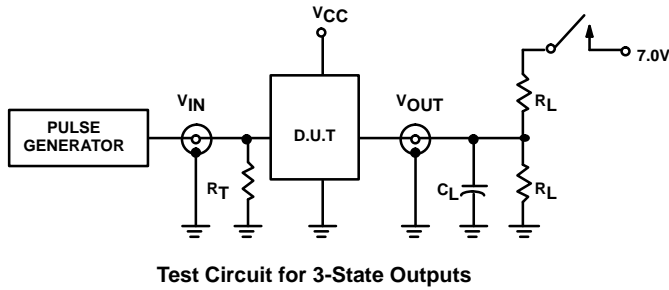 VCC
7.0V
PULSE
GENERATOR
VIN
D.U.T
VOUT
RL
RT
CL
RL
Test Circuit for 3-State Outputs